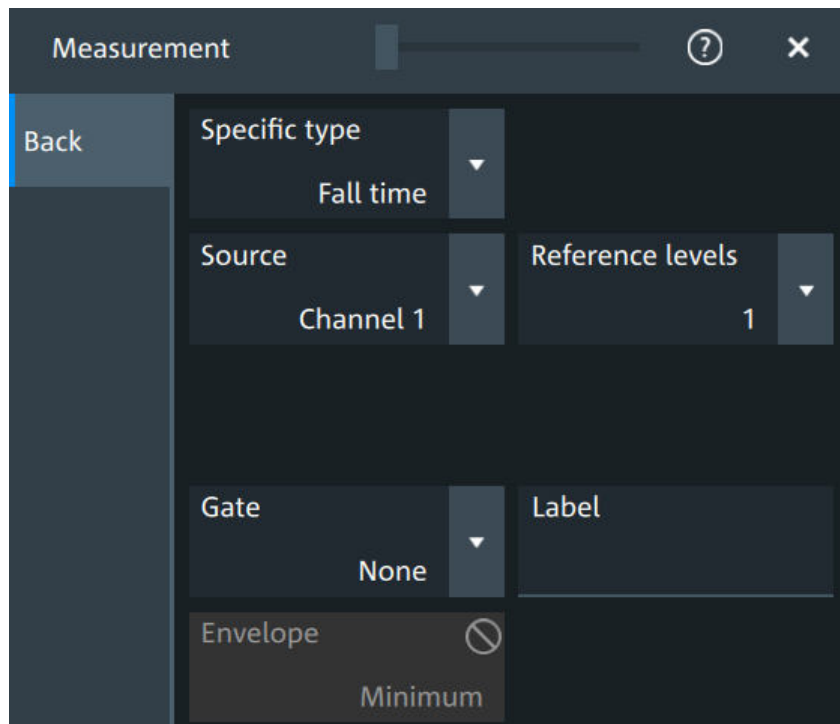 Measurement
?
Back
Specific type
Fall time
Source
Channel 1
Reference levels
1
Gate
None
Label
Envelope
Minimum